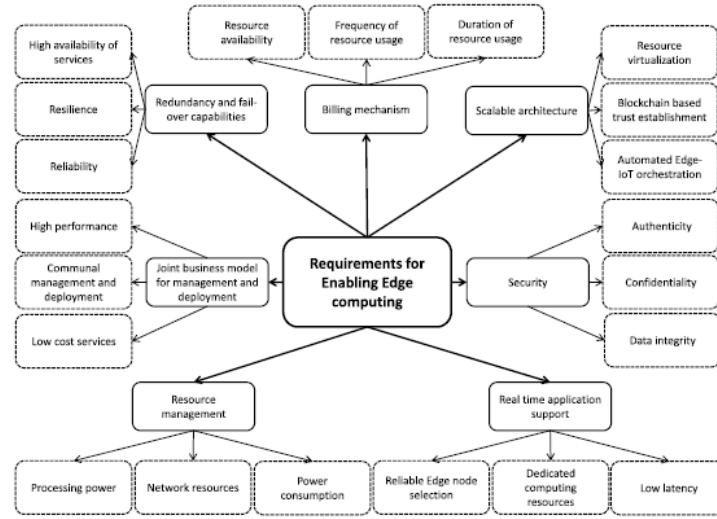 High availability of
services
Resilience
Reliability
Redundancy and fail-
over capabilities
Resource
availability
Frequency of
resource usage
Duration of
resource usage
Billing mechanism
Scalable architecture
Resource
virtualization
Blockchain based
trust establishment
Automated Edge-
IoT orchestration
High performance
Communal
management and
deployment
Low cost services
Joint business model
for management and
deployment
Requirements for
Enabling Edge
computing
Security
Authenticity
Confidentiality
Data integrity
Resource
management
Real time application
support
Processing power
Network resources
Power
consumption
Reliable Edge node
selection
Dedicated
computing
resources
Low latency